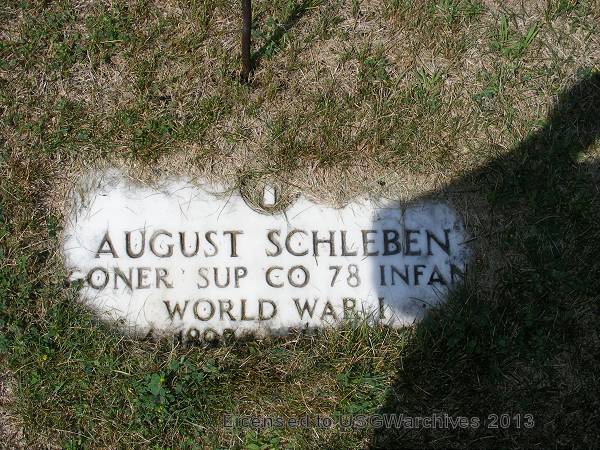 AUGUST SCHLEBEN
GONER SUP CO 78 INFAN
WORLD WAR I
Licensed to USGWarchives 2013